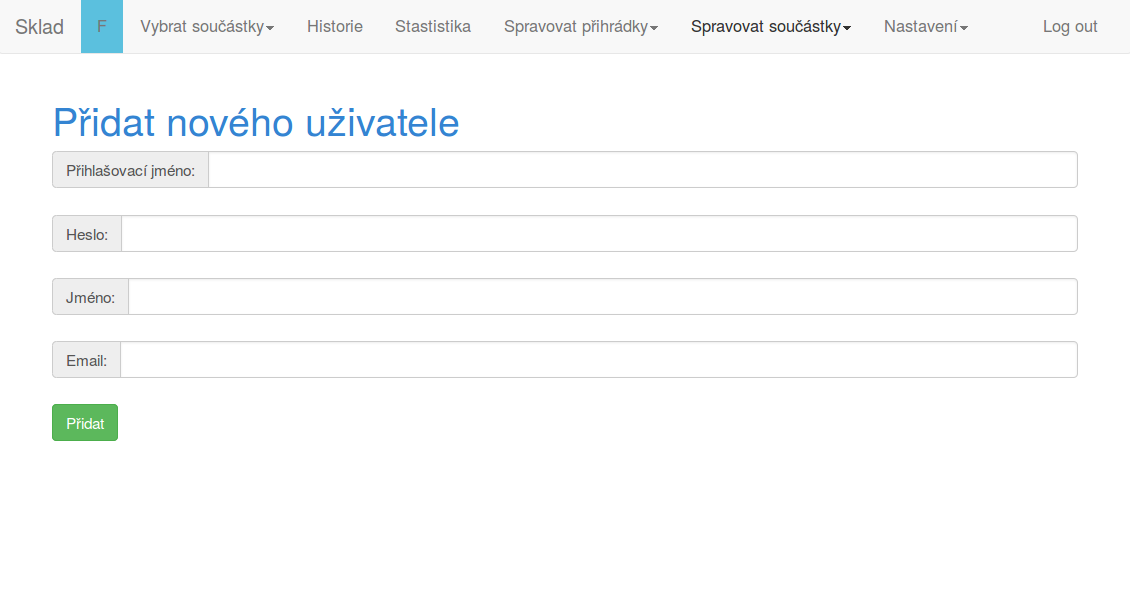 Sklad F Vybrat součástky Historie Stastistika Spravovat přihrádky Spravovat součástky Nastavení Log out
Přidat nového uživatele
Přihlašovací jméno:
Heslo:
Jméno:
Email:
Přidat